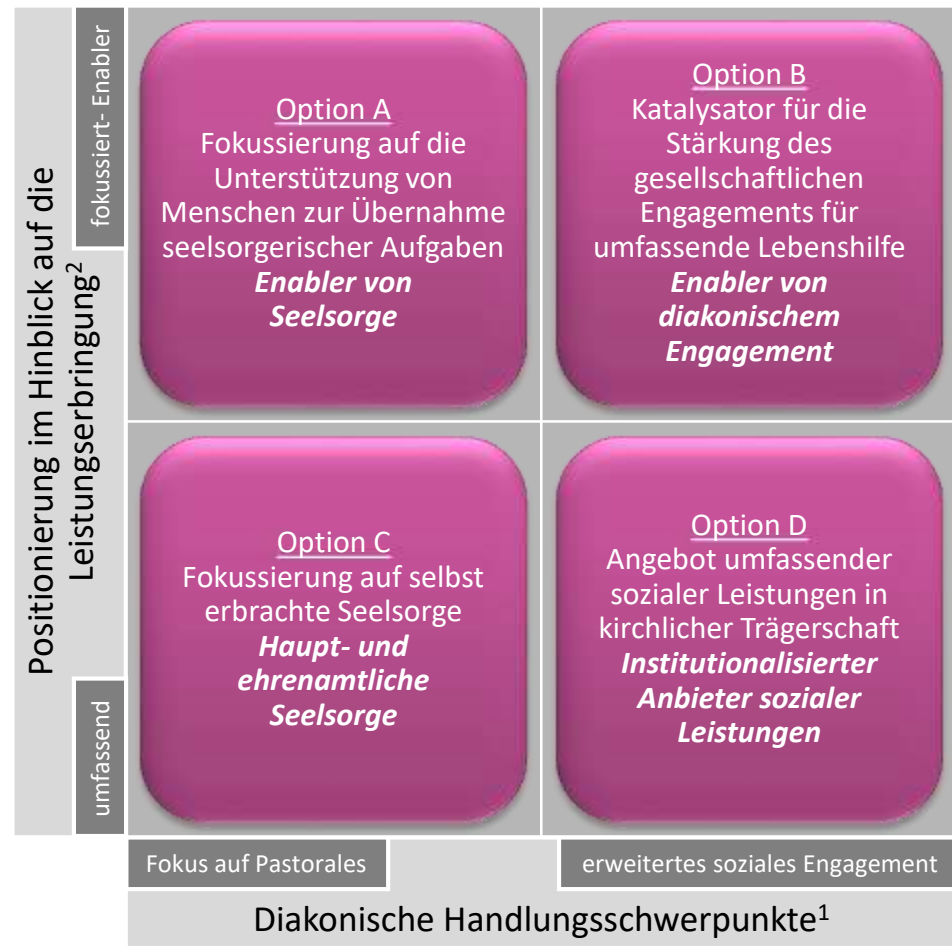 Positionierung im Hinblick auf die
Leistungserbringung²
fokussiert- Enabler
umfassend
Option A
Fokussierung auf die
Unterstützung von
Menschen zur Übernahme
seelsorgerischer Aufgaben
Enabler von
Seelsorge
Option B
Katalysator für die
Stärkung des
gesellschaftlichen
Engagements für
umfassende Lebenshilfe
Enabler von
diakonischem
Engagement
Option C
Fokussierung auf selbst
erbrachte Seelsorge
Haupt- und
ehrenamtliche
Seelsorge
Option D
Angebot umfassender
sozialer Leistungen in
kirchlicher Trägerschaft
Institutionalisierter
Anbieter sozialer
Leistungen
Fokus auf Pastorales
erweitertes soziales Engagement
Diakonische Handlungsschwerpunkte¹